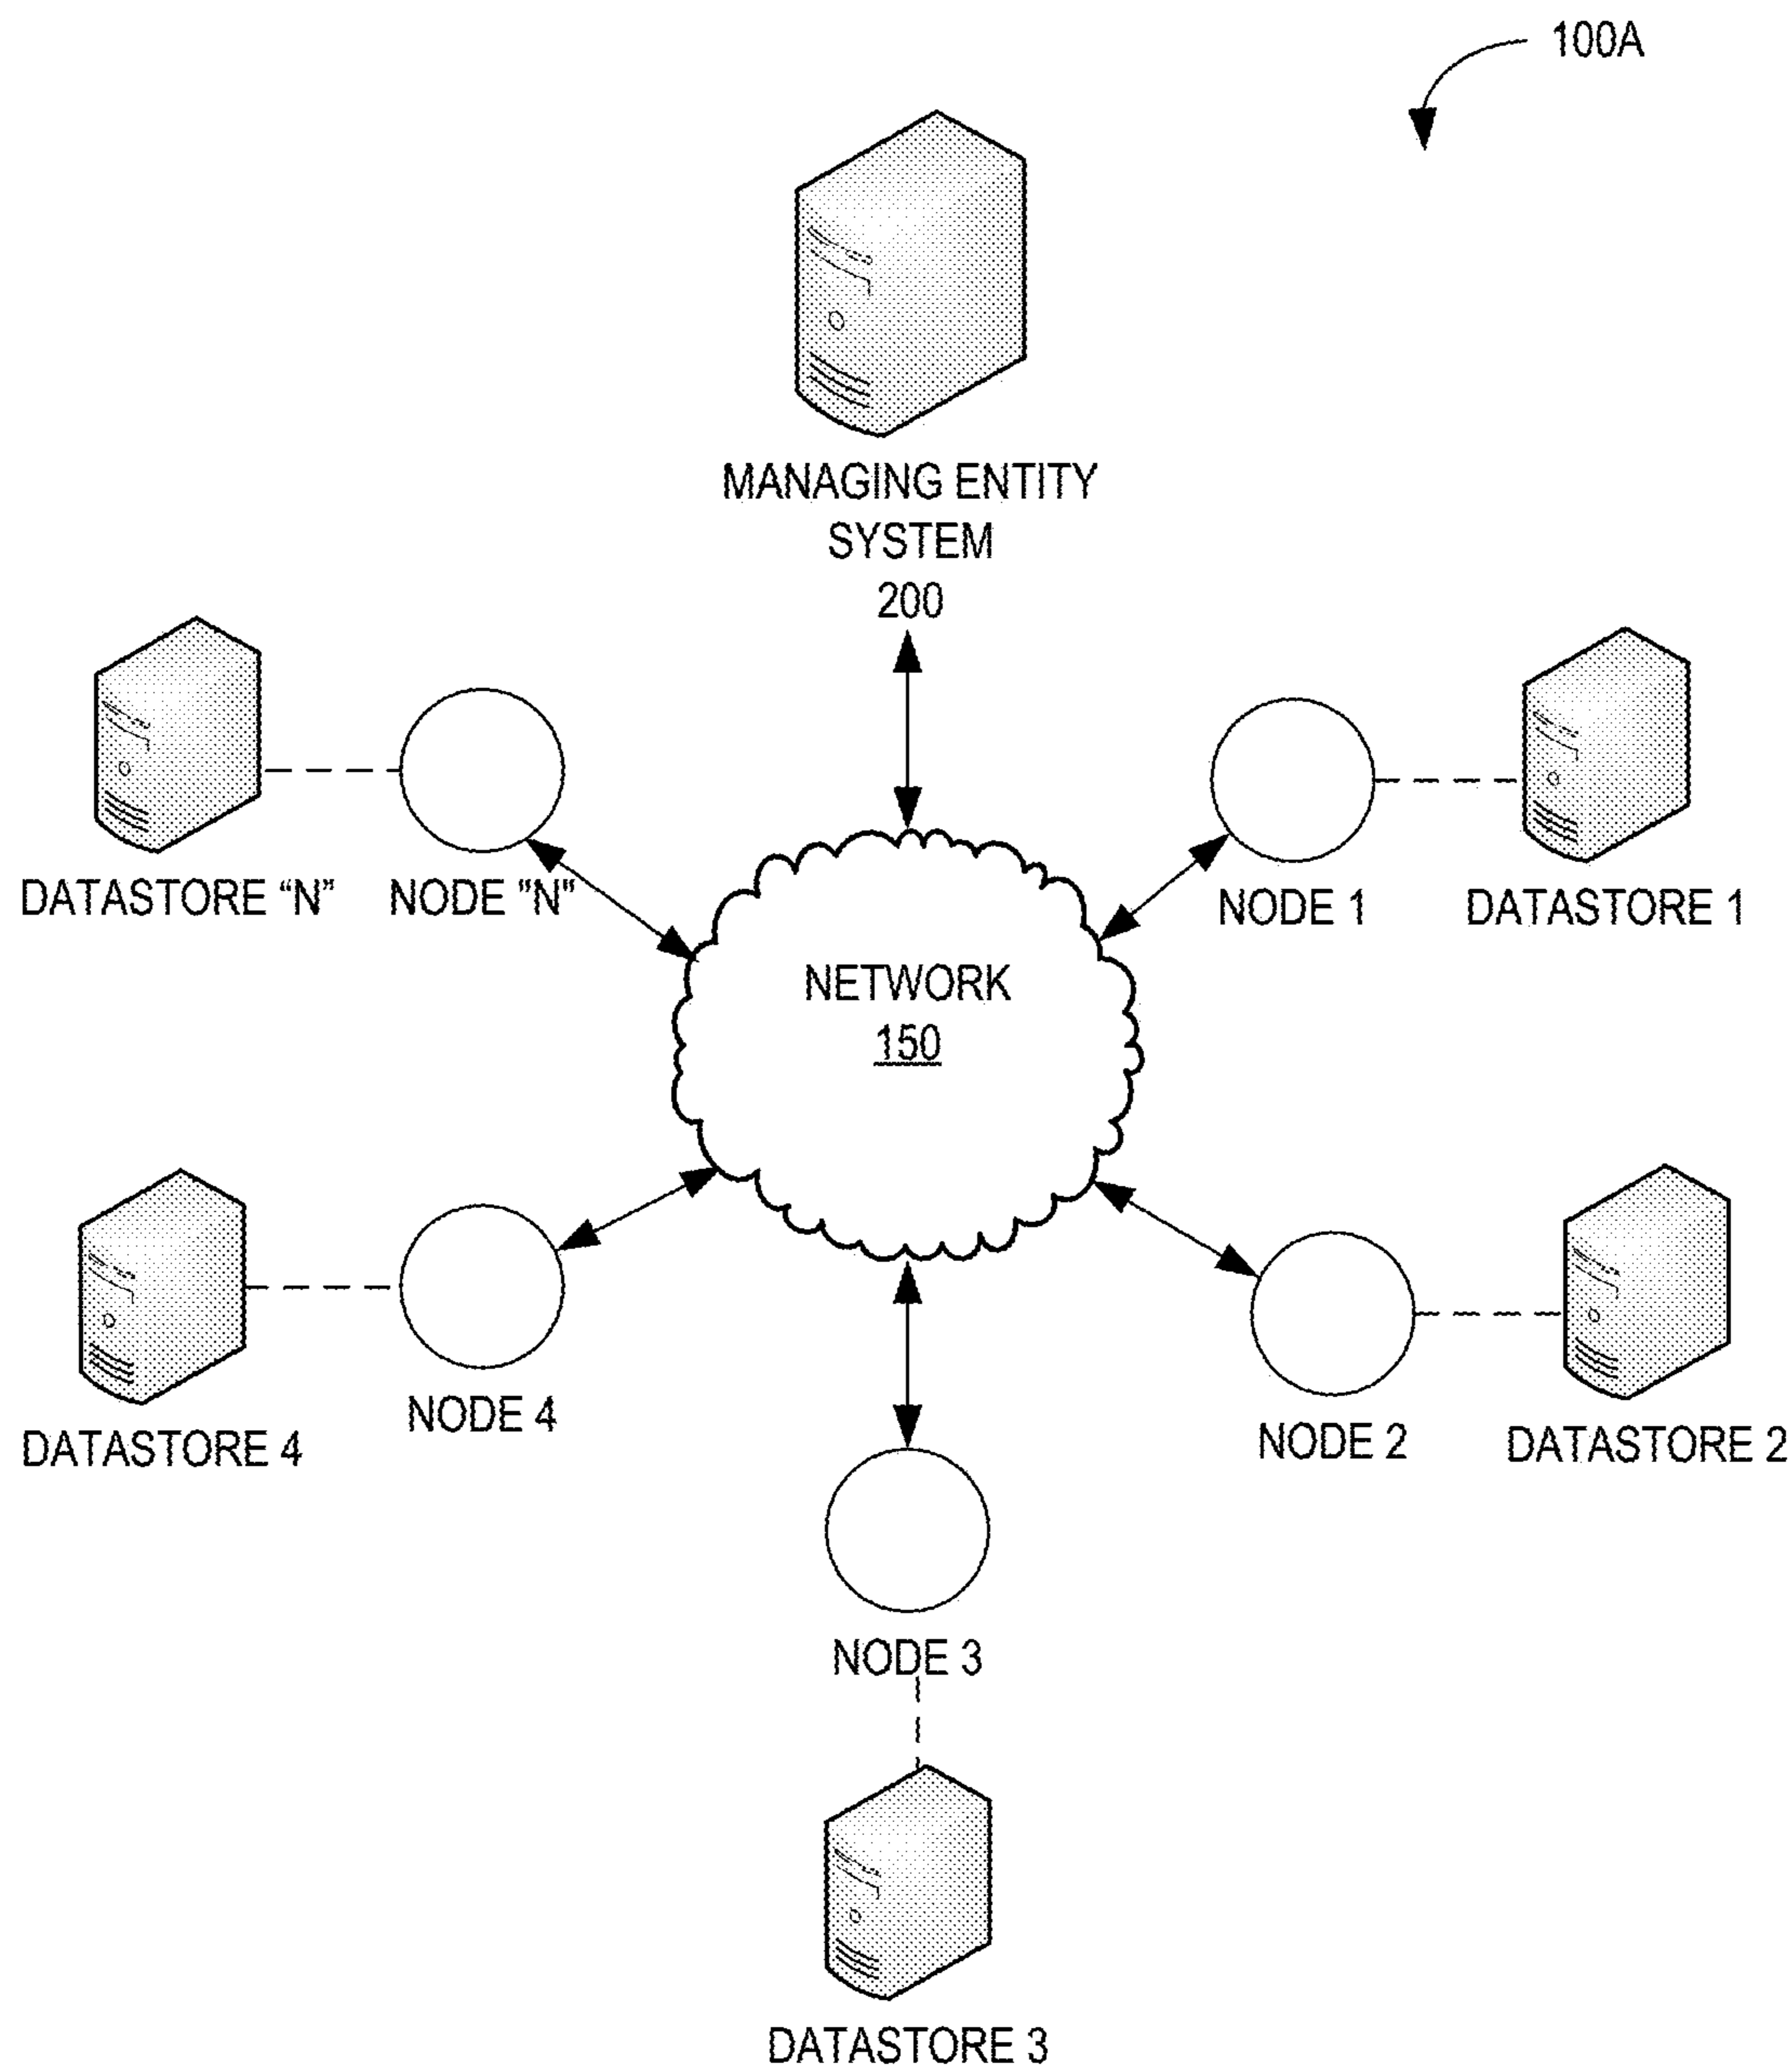 100A
MANAGING ENTITY
SYSTEM
200
DATASTORE “N”
NODE "N"
NODE 1
DATASTORE 1
NETWORK
150
DATASTORE 4
NODE 4
NODE 2
DATASTORE 2
NODE 3
DATASTORE 3